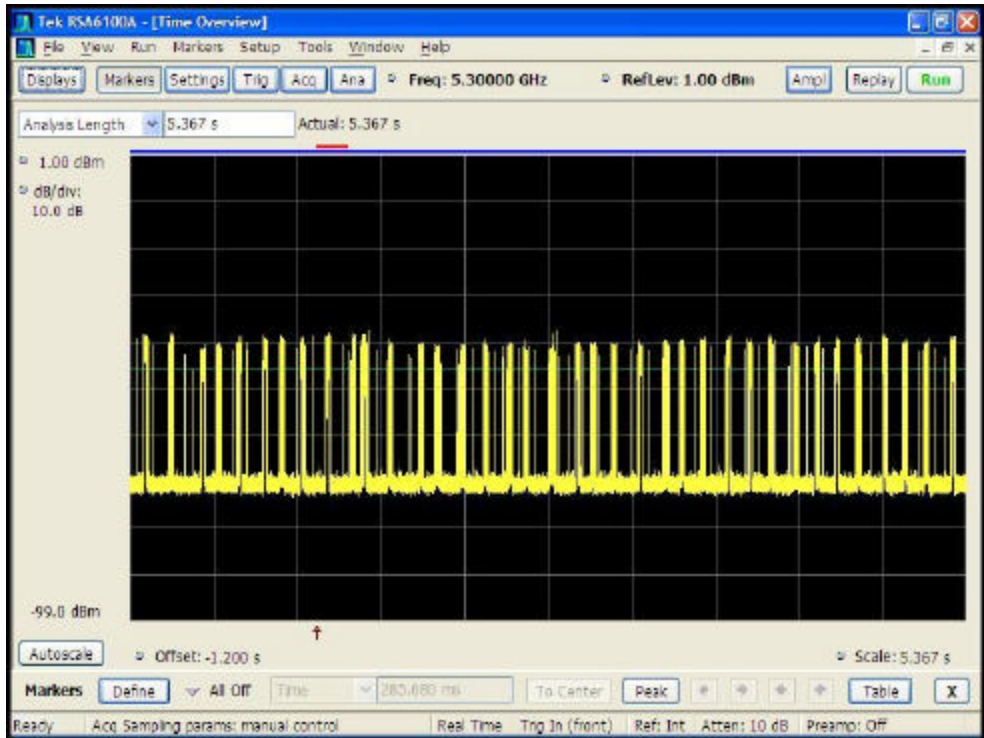 Tek RSA6100A - [Time Overview]
File View Run Markers Setup Tools Window Help
Displays Markers Settings Trig Acq Ana Freq: 5.30000 GHz RefLev: 1.00 dBm Ampl Replay Run
Analysis Length 5.367 s Actual: 5.367 s
1.00 dBm
dB/div:
10.0 dB
-99.0 dBm
Autoscale Offset: -1.200 s Scale: 5.367 s
Markers Define All Off Time 285.080 ms To Center Peak Table X
Ready Acq Sampling params: manual control Real Time Trig In (front) Ref: Int Atten: 10 dB Preamp: Off